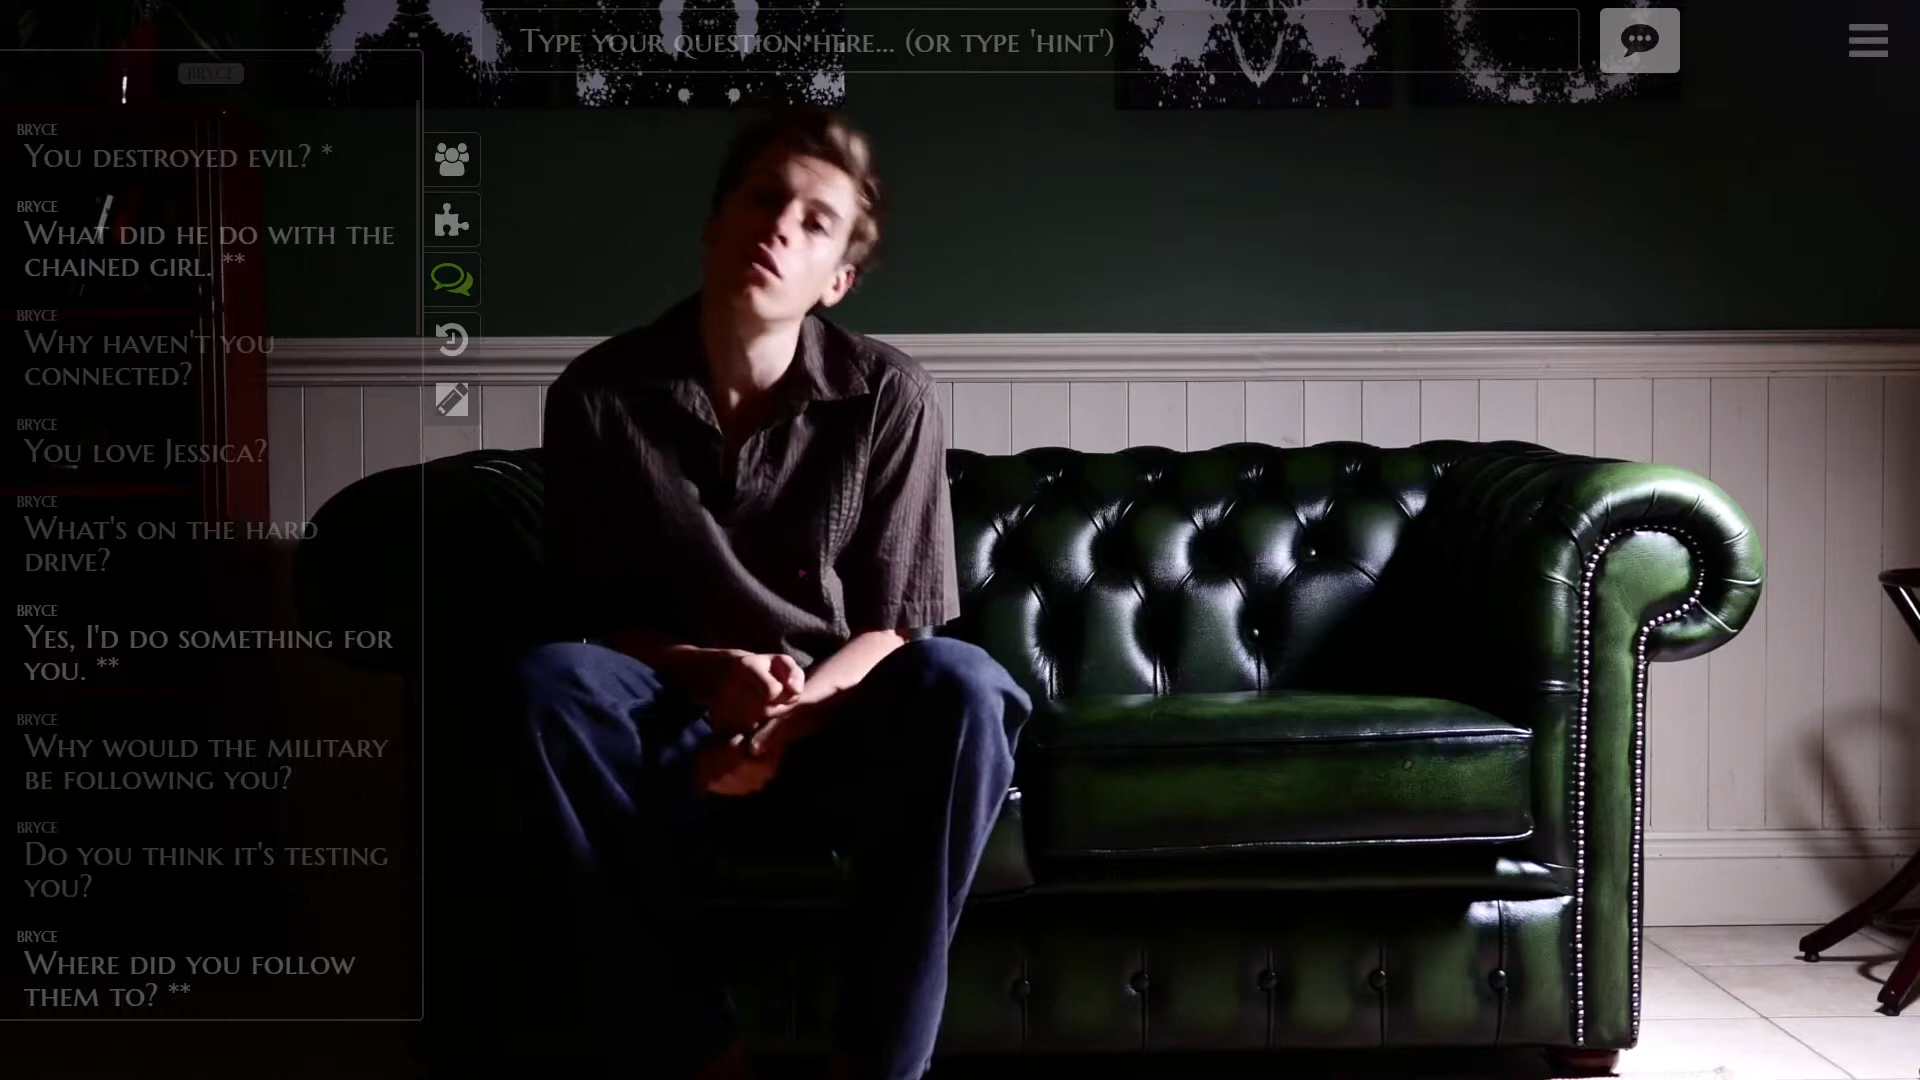 Type your question here... (or type 'hint')
BRYCE
BRYCE
You destroyed evil? *
BRYCE
What did he do with the
chained girl. **
BRYCE
Why haven't you
connected?
BRYCE
You love Jessica?
BRYCE
What's on the hard
drive?
BRYCE
Yes, I'd do something for
you. **
BRYCE
Why would the military
be following you?
BRYCE
Do you think it's testing
you?
BRYCE
Where did you follow
them to? **